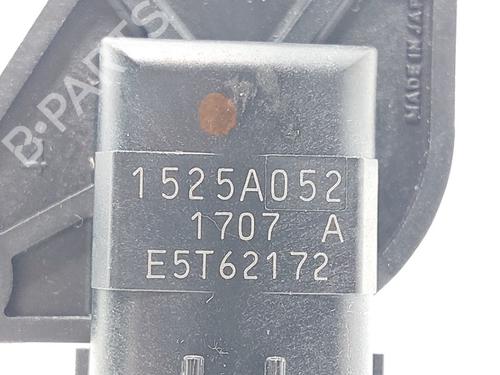 B-PARTS
MADE IN JAPAN
1525A052
1707 A
E5T62172